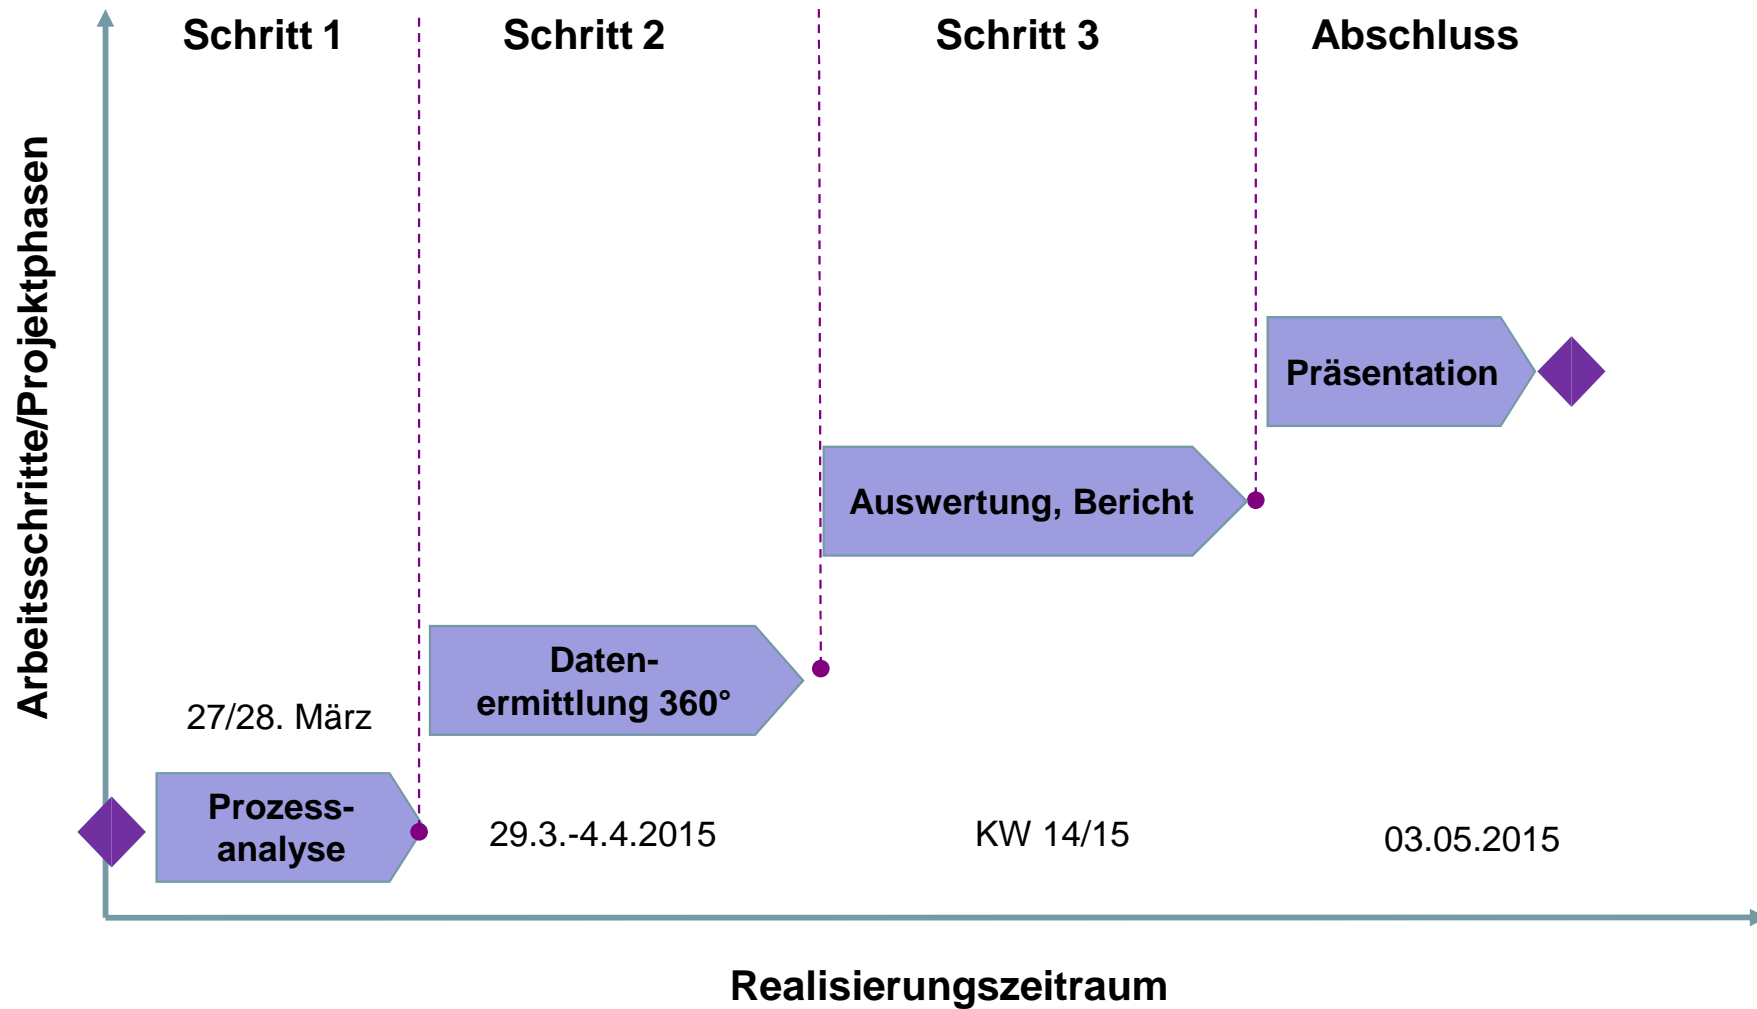 Schritt 1
Schritt 2
Schritt 3
Abschluss
Arbeitsschritte/Projektphasen
Präsentation
Auswertung, Bericht
Daten-
ermittlung 360°
27/28. März
Prozess-
analyse
29.3.-4.4.2015
KW 14/15
03.05.2015
Realisierungszeitraum